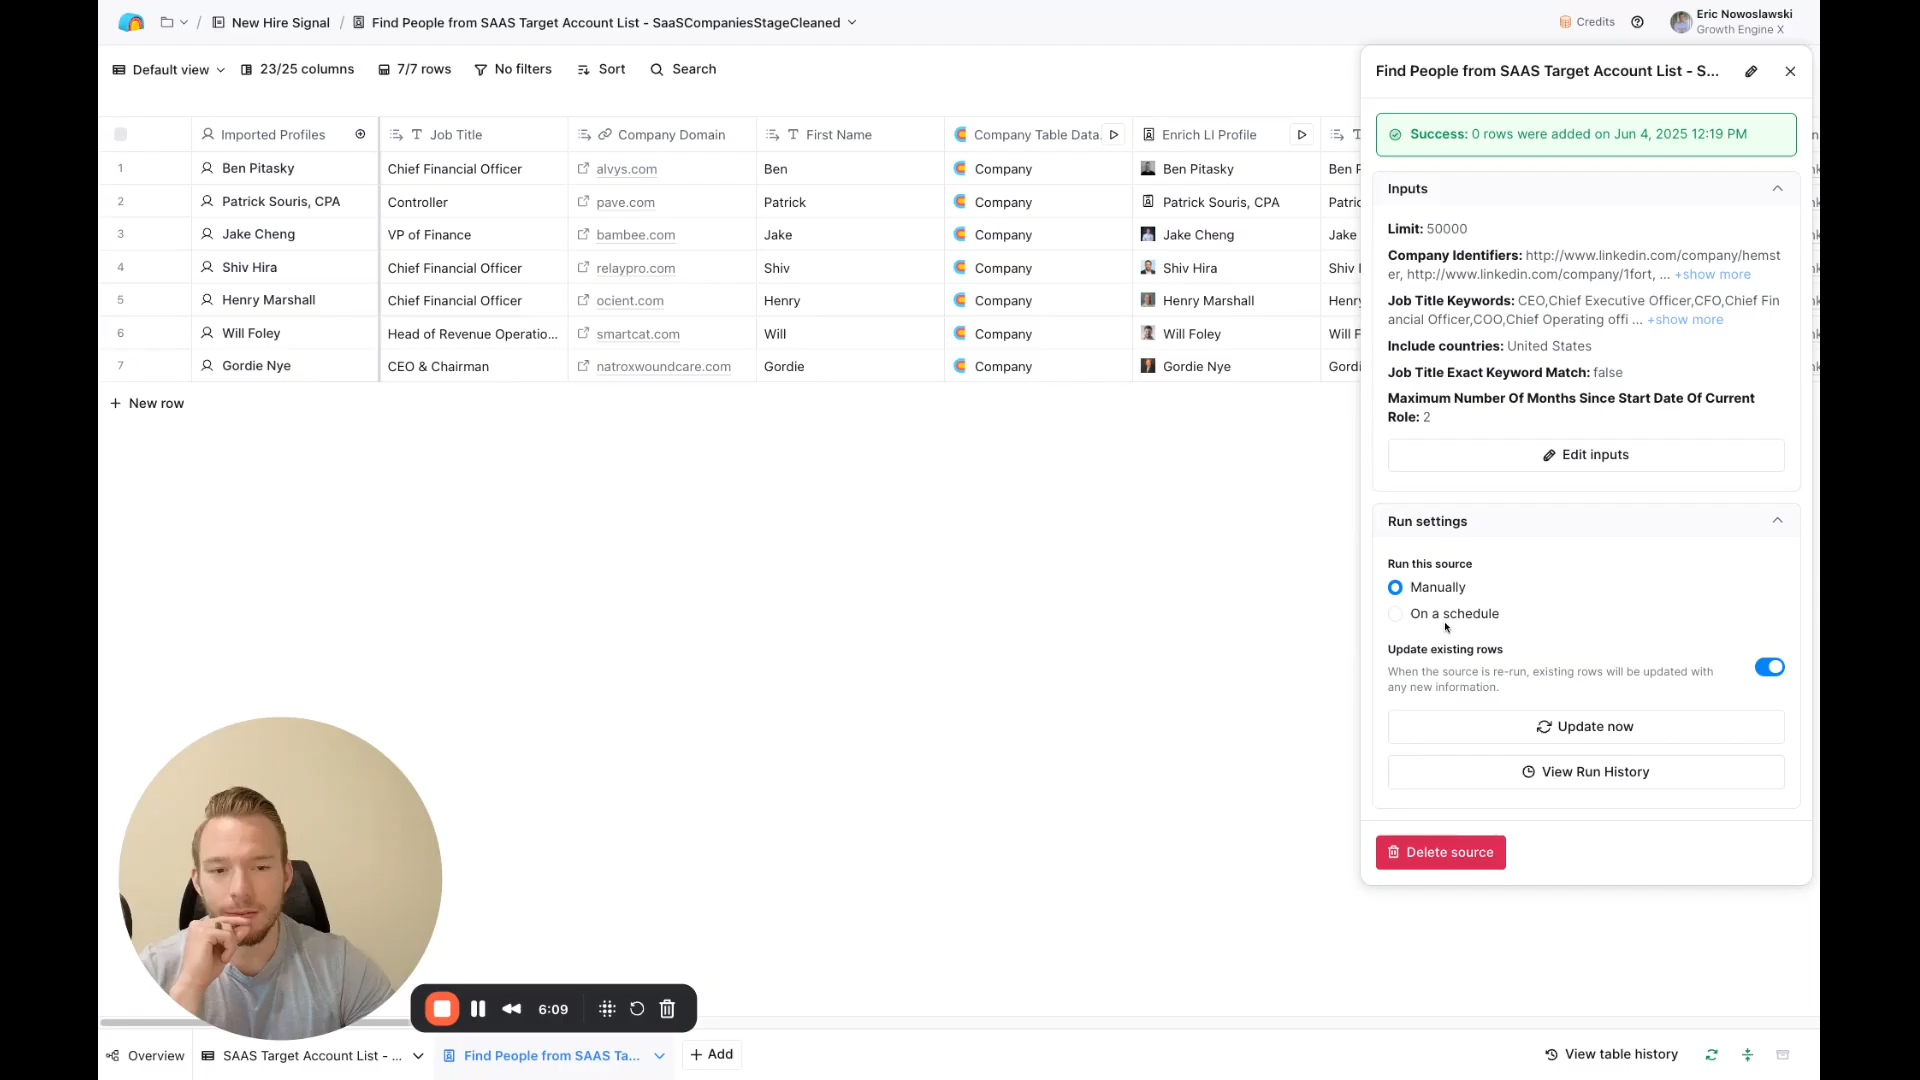 New Hire Signal / Find People from SAAS Target Account List - SaaSCompaniesStageCleaned
Credits
Eric Nowoslawski
Growth Engine X
Default view 23/25 columns 7/7 rows No filters Sort Search
Imported Profiles Job Title Company Domain First Name Company Table Data Enrich LI Profile
1 Ben Pitasky Chief Financial Officer alvys.com Ben Company Ben Pitasky
2 Patrick Souris, CPA Controller pave.com Patrick Company Patrick Souris, CPA
3 Jake Cheng VP of Finance bambee.com Jake Company Jake Cheng Jake
4 Shiv Hira Chief Financial Officer relaypro.com Shiv Company Shiv Hira
5 Henry Marshall Chief Financial Officer ocient.com Henry Company Henry Marshall
6 Will Foley Head of Revenue Operatio... smartcat.com Will Company Will Foley
7 Gordie Nye CEO & Chairman natroxwoundcare.com Gordie Company Gordie Nye
+ New row
Find People from SAAS Target Account List - S...
Success: 0 rows were added on Jun 4, 2025 12:19 PM
Inputs
Limit: 50000
Company Identifiers: http://www.linkedin.com/company/hemst
er, http://www.linkedin.com/company/1fort, ... +show more
Job Title Keywords: CEO,Chief Executive Officer,CFO,Chief Fin
ancial Officer,COO,Chief Operating offi ... +show more
Include countries: United States
Job Title Exact Keyword Match: false
Maximum Number Of Months Since Start Date Of Current
Role: 2
Edit inputs
Run settings
Run this source
Manually
On a schedule
Update existing rows
When the source is re-run, existing rows will be updated with
any new information.
Update now
View Run History
Delete source
6:09
Overview SAAS Target Account List - ... Find People from SAAS Ta... + Add
View table history